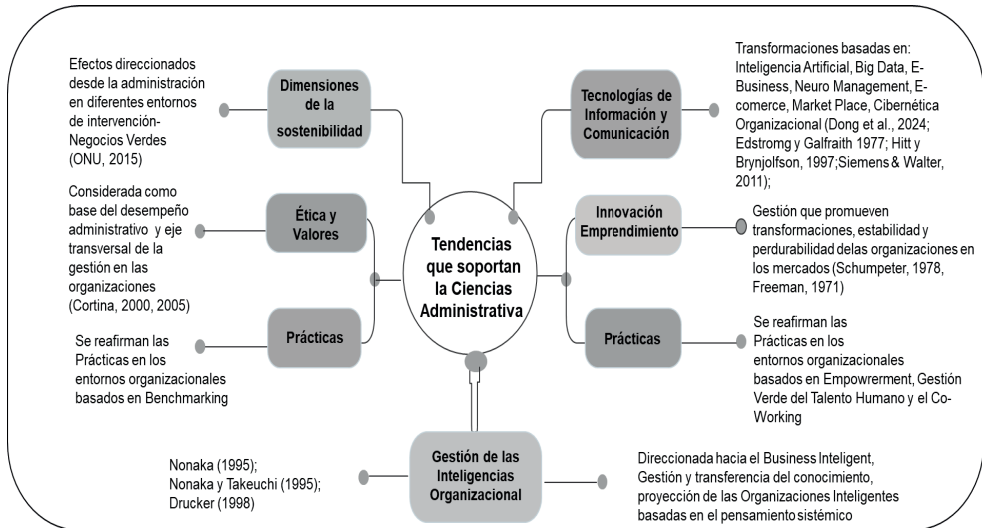 Efectos direccionados
desde la administración
en diferentes entornos
de intervención-
Negocios Verdes
(ONU, 2015)
Dimensiones
de la
sostenibilidad
Considerada como
base del desempeño
administrativo y eje
transversal de la
gestión en las
organizaciones
(Cortina, 2000, 2005)
Ética y
Valores
Se reafirman las
Prácticas en los
entornos organizacionales
basados en Benchmarking
Prácticas
Tendencias
que soportan
la Ciencias
Administrativa
Tecnologías de
Información y
Comunicación
Transformaciones basadas en:
Inteligencia Artificial, Big Data, E-
Business, Neuro Management, E-
comerce, Market Place, Cibernética
Organizacional (Dong et al., 2024;
Edstromg y Galfraith 1977; Hitt y
Brynjolfson, 1997;Siemens & Walter,
2011);
Innovación
Emprendimiento
Gestión que promueven
transformaciones, estabilidad y
perdurabilidad delas organizaciones en
los mercados (Schumpeter, 1978,
Freeman, 1971)
Prácticas
Se reafirman las
Prácticas en los
entornos organizacionales
basados en Empowrerment, Gestión
Verde del Talento Humano y el Co-
Working
Nonaka (1995);
Nonaka y Takeuchi (1995);
Drucker (1998)
Gestión de las
Inteligencias
Organizacional
Direccionada hacia el Business Inteligent,
Gestión y transferencia del conocimiento,
proyección de las Organizaciones Inteligentes
basadas en el pensamiento sistémico